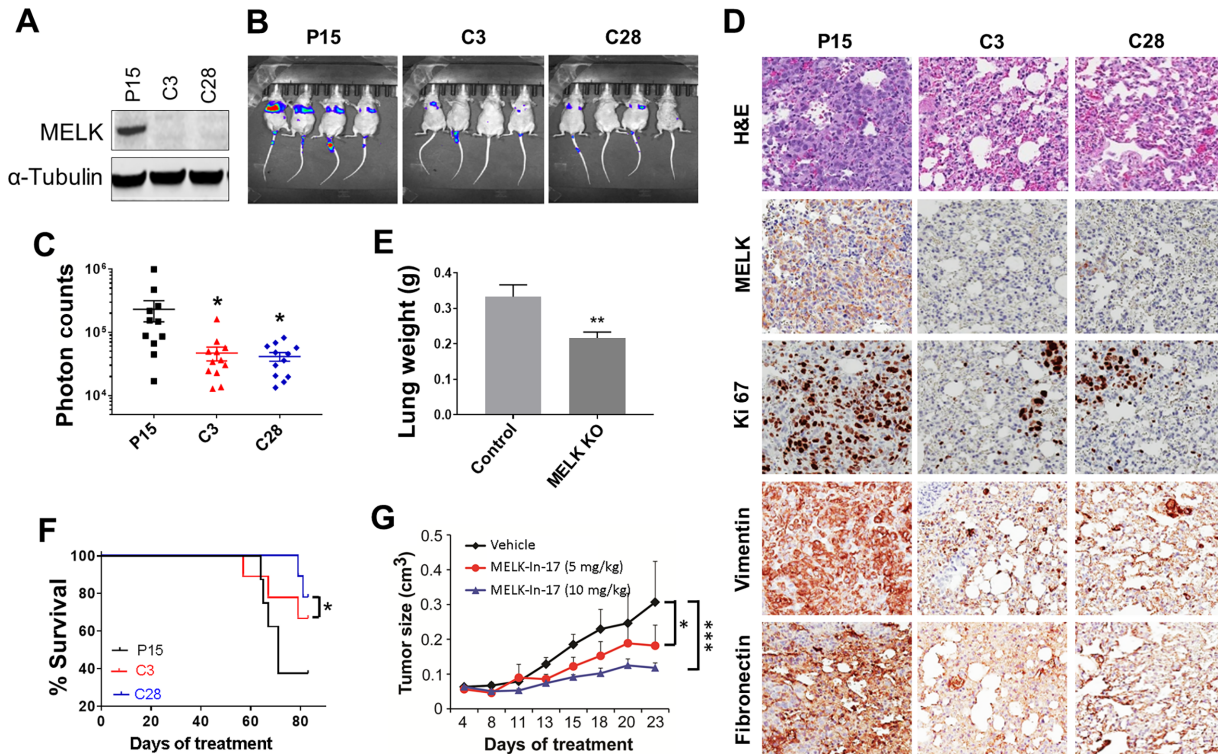 A
P15
C3
C28
MELK
α-Tubulin
B
P15
C3
C28
C
Photon counts
10⁶
10⁵
10⁴
*
*
P15
C3
C28
D
P15
C3
C28
H&E
MELK
Ki 67
Vimentin
Fibronectin
E
Lung weight (g)
0.4
0.3
0.2
0.1
0.0
**
Control
MELK KO
F
% Survival
100
80
60
40
20
0
20
40
60
80
P15
C3
C28
*
Days of treatment
G
Tumor size (cm³)
0.5
0.4
0.3
0.2
0.1
0
Vehicle
MELK-In-17 (5 mg/kg)
MELK-In-17 (10 mg/kg)
*
***
4 8 11 13 15 18 20 23
Days of treatment